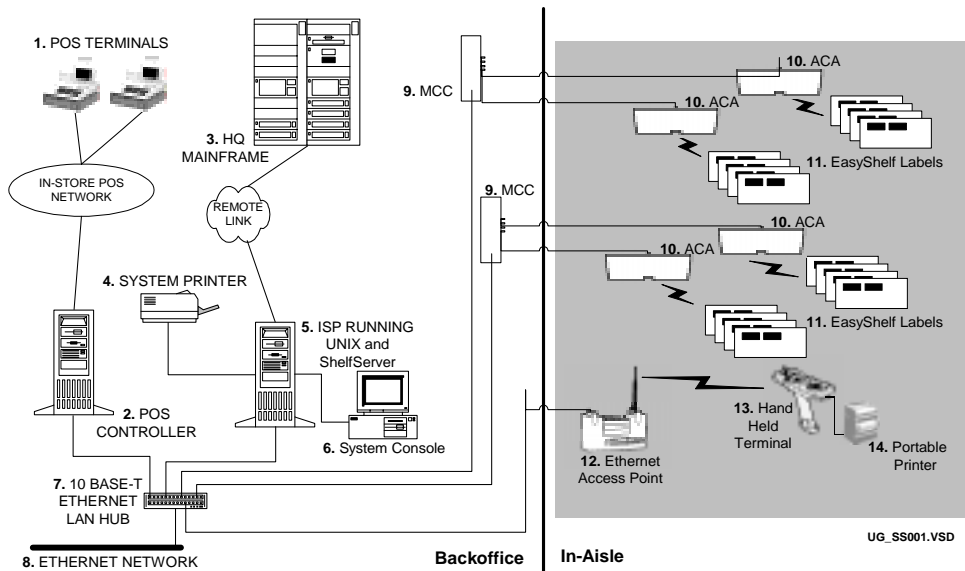 1. POS TERMINALS
IN-STORE POS
NETWORK
3. HQ
MAINFRAME
REMOTE
LINK
4. SYSTEM PRINTER
5. ISP RUNNING
UNIX and
ShelfServer
2. POS
CONTROLLER
6. System Console
7. 10 BASE-T
ETHERNET
LAN HUB
8. ETHERNET NETWORK
9. MCC
9. MCC
Backoffice
In-Aisle
10. ACA
10. ACA
11. EasyShelf Labels
10. ACA
10. ACA
11. EasyShelf Labels
12. Ethernet
Access Point
13. Hand
Held
Terminal
14. Portable
Printer
UG_SS001.VSD